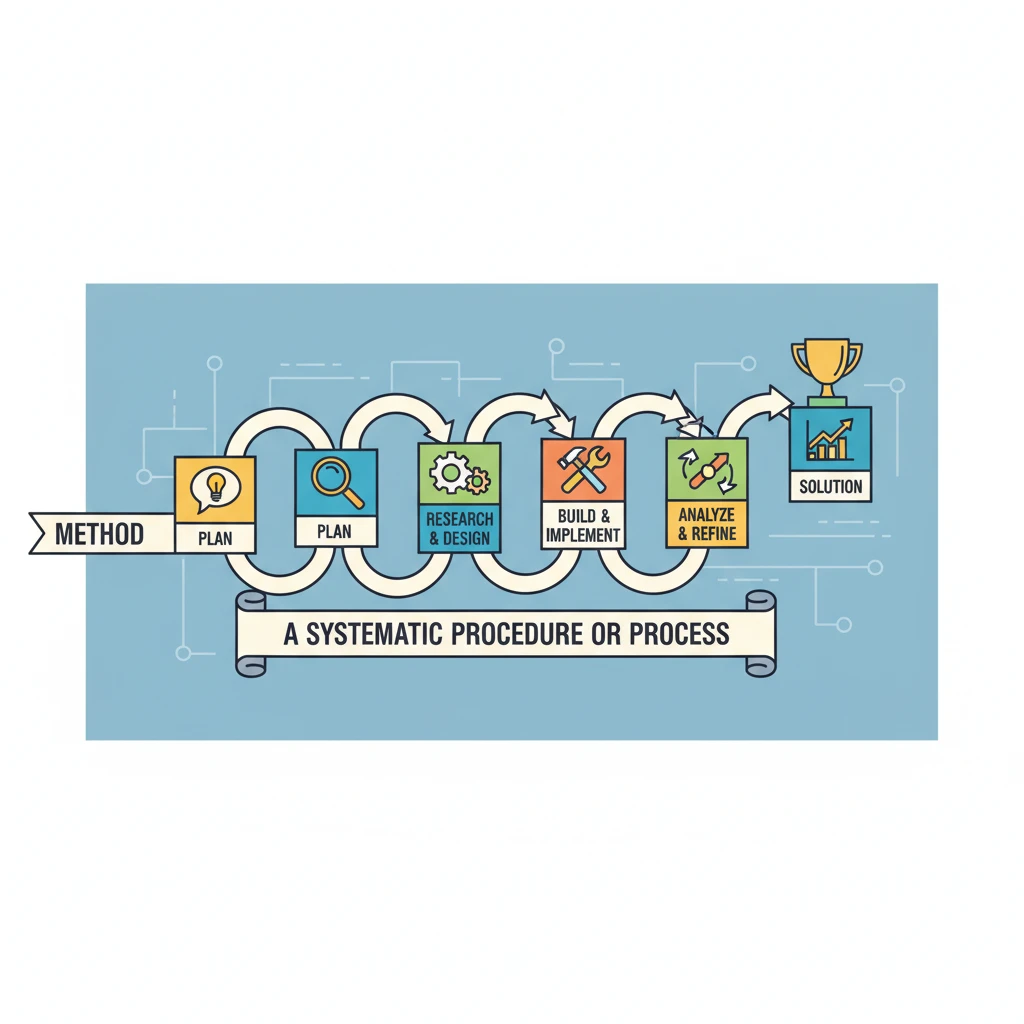 METHOD
PLAN
PLAN
RESEARCH
& DESIGN
BUILD &
IMPLEMENT
ANALYZE
& REFINE
SOLUTION
A SYSTEMATIC PROCEDURE OR PROCESS